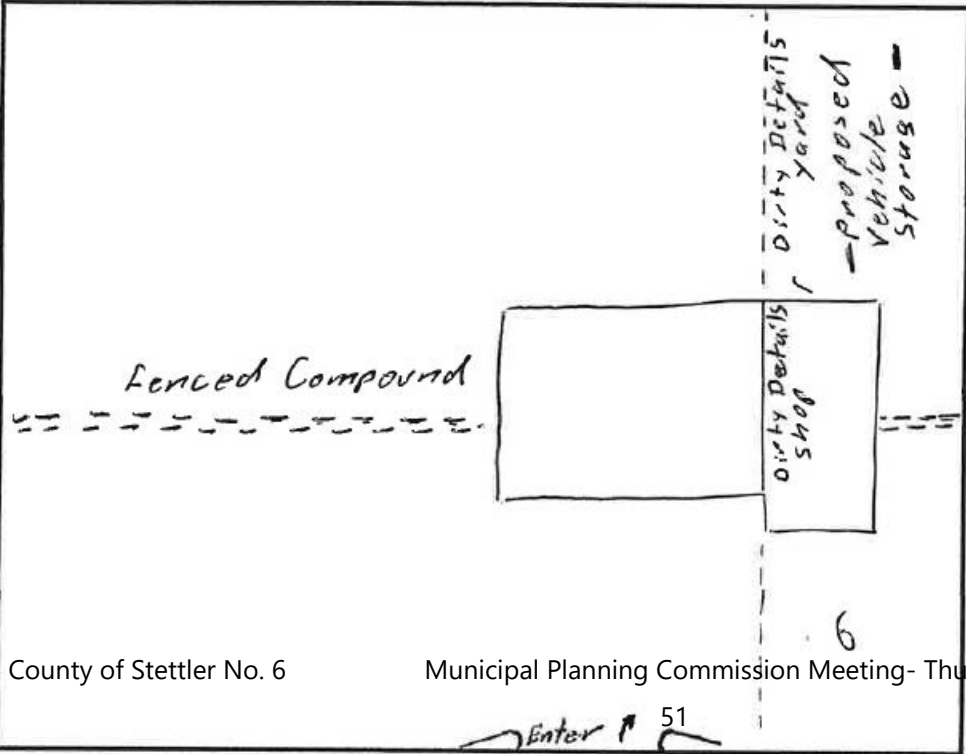 Dirty Details
yard
-proposed
vehicle
storage-
Fenced Compound
Dirty Details
shop
6
County of Stettler No. 6
Municipal Planning Commission Meeting- Thu
51
Enter